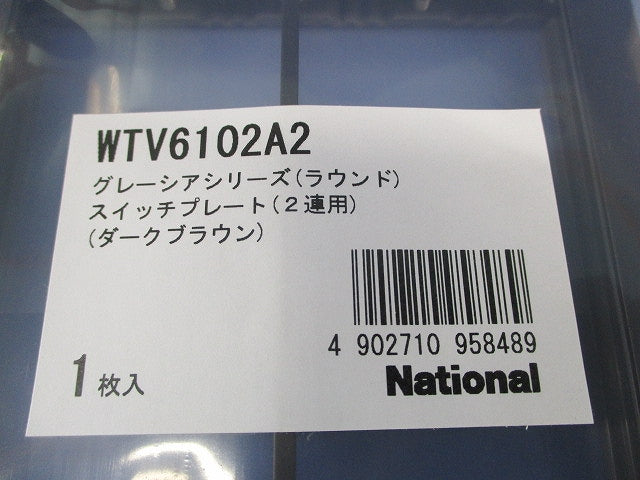 WTV6102A2
グレーシアシリーズ(ラウンド)
スイッチプレート(２連用)
(ダークブラウン)
4 902710 958489
1枚入
National